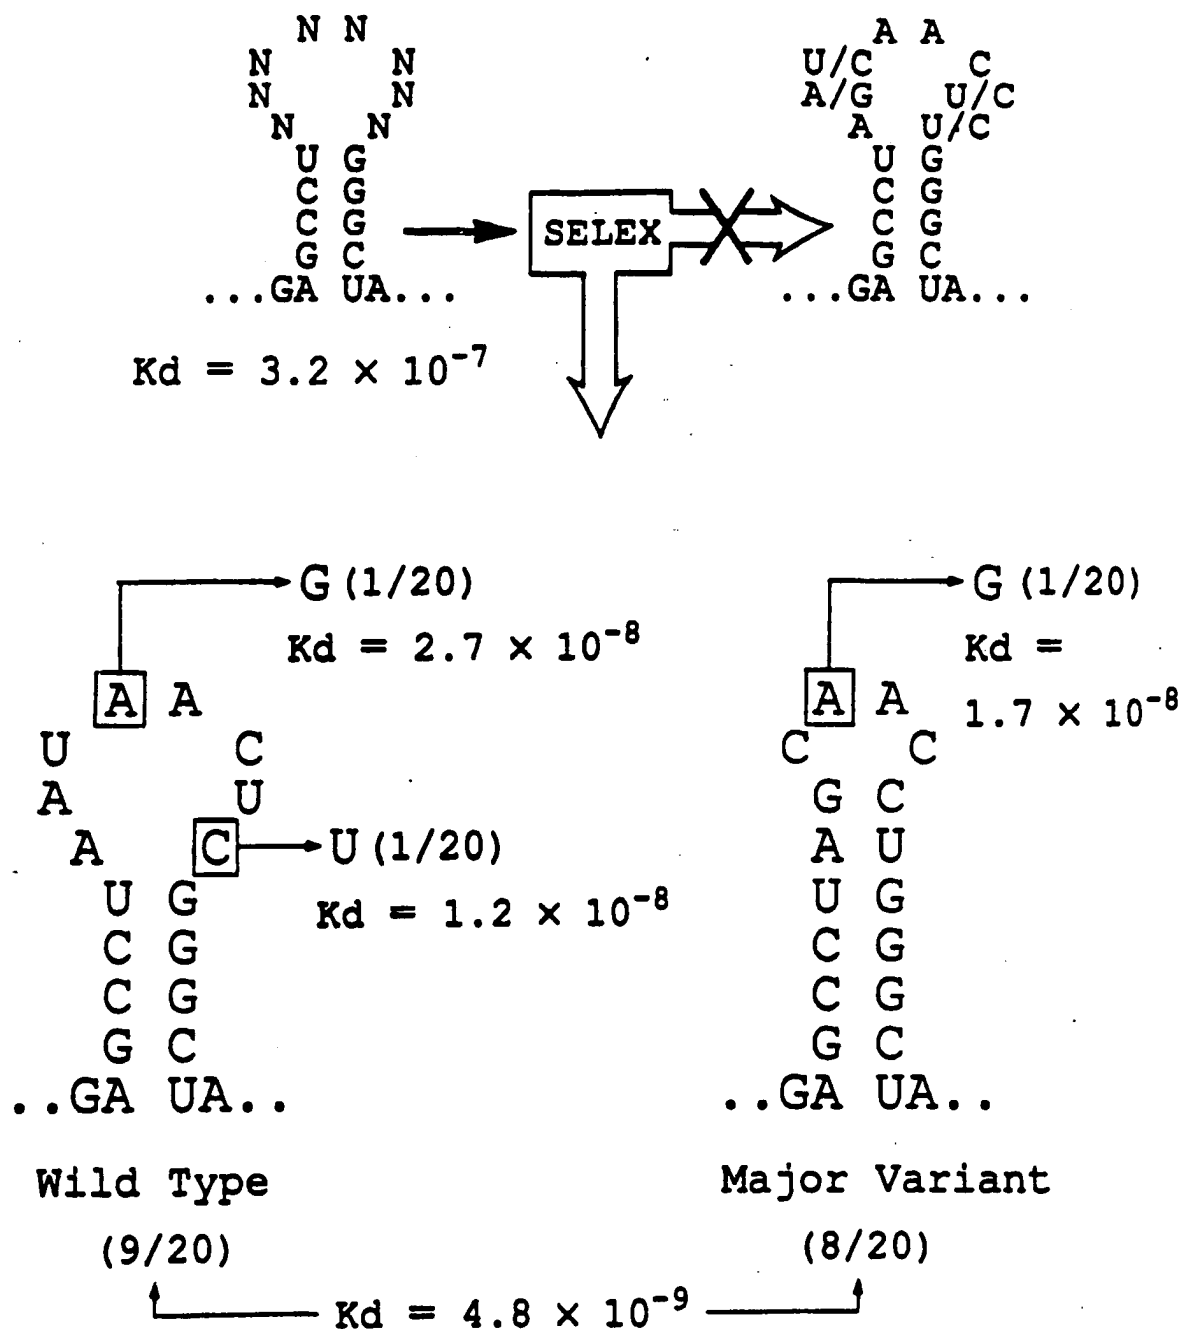 N N
N N
N N
N N
U G
C G
C G
G C
...GA UA...
Kd = 3.2 × 10⁻⁷
SELEX
A A
U/C C
A/G U/C
A U/C
U G
C G
C G
G C
...GA UA...
G (1/20)
Kd = 2.7 × 10⁻⁸
A A
U C
A U
A C
U (1/20)
Kd = 1.2 × 10⁻⁸
U G
C G
C G
G C
..GA UA..
Wild Type
(9/20)
G (1/20)
Kd =
1.7 × 10⁻⁸
A A
C C
G C
A U
U G
C G
C G
G C
..GA UA..
Major Variant
(8/20)
Kd = 4.8 × 10⁻⁹